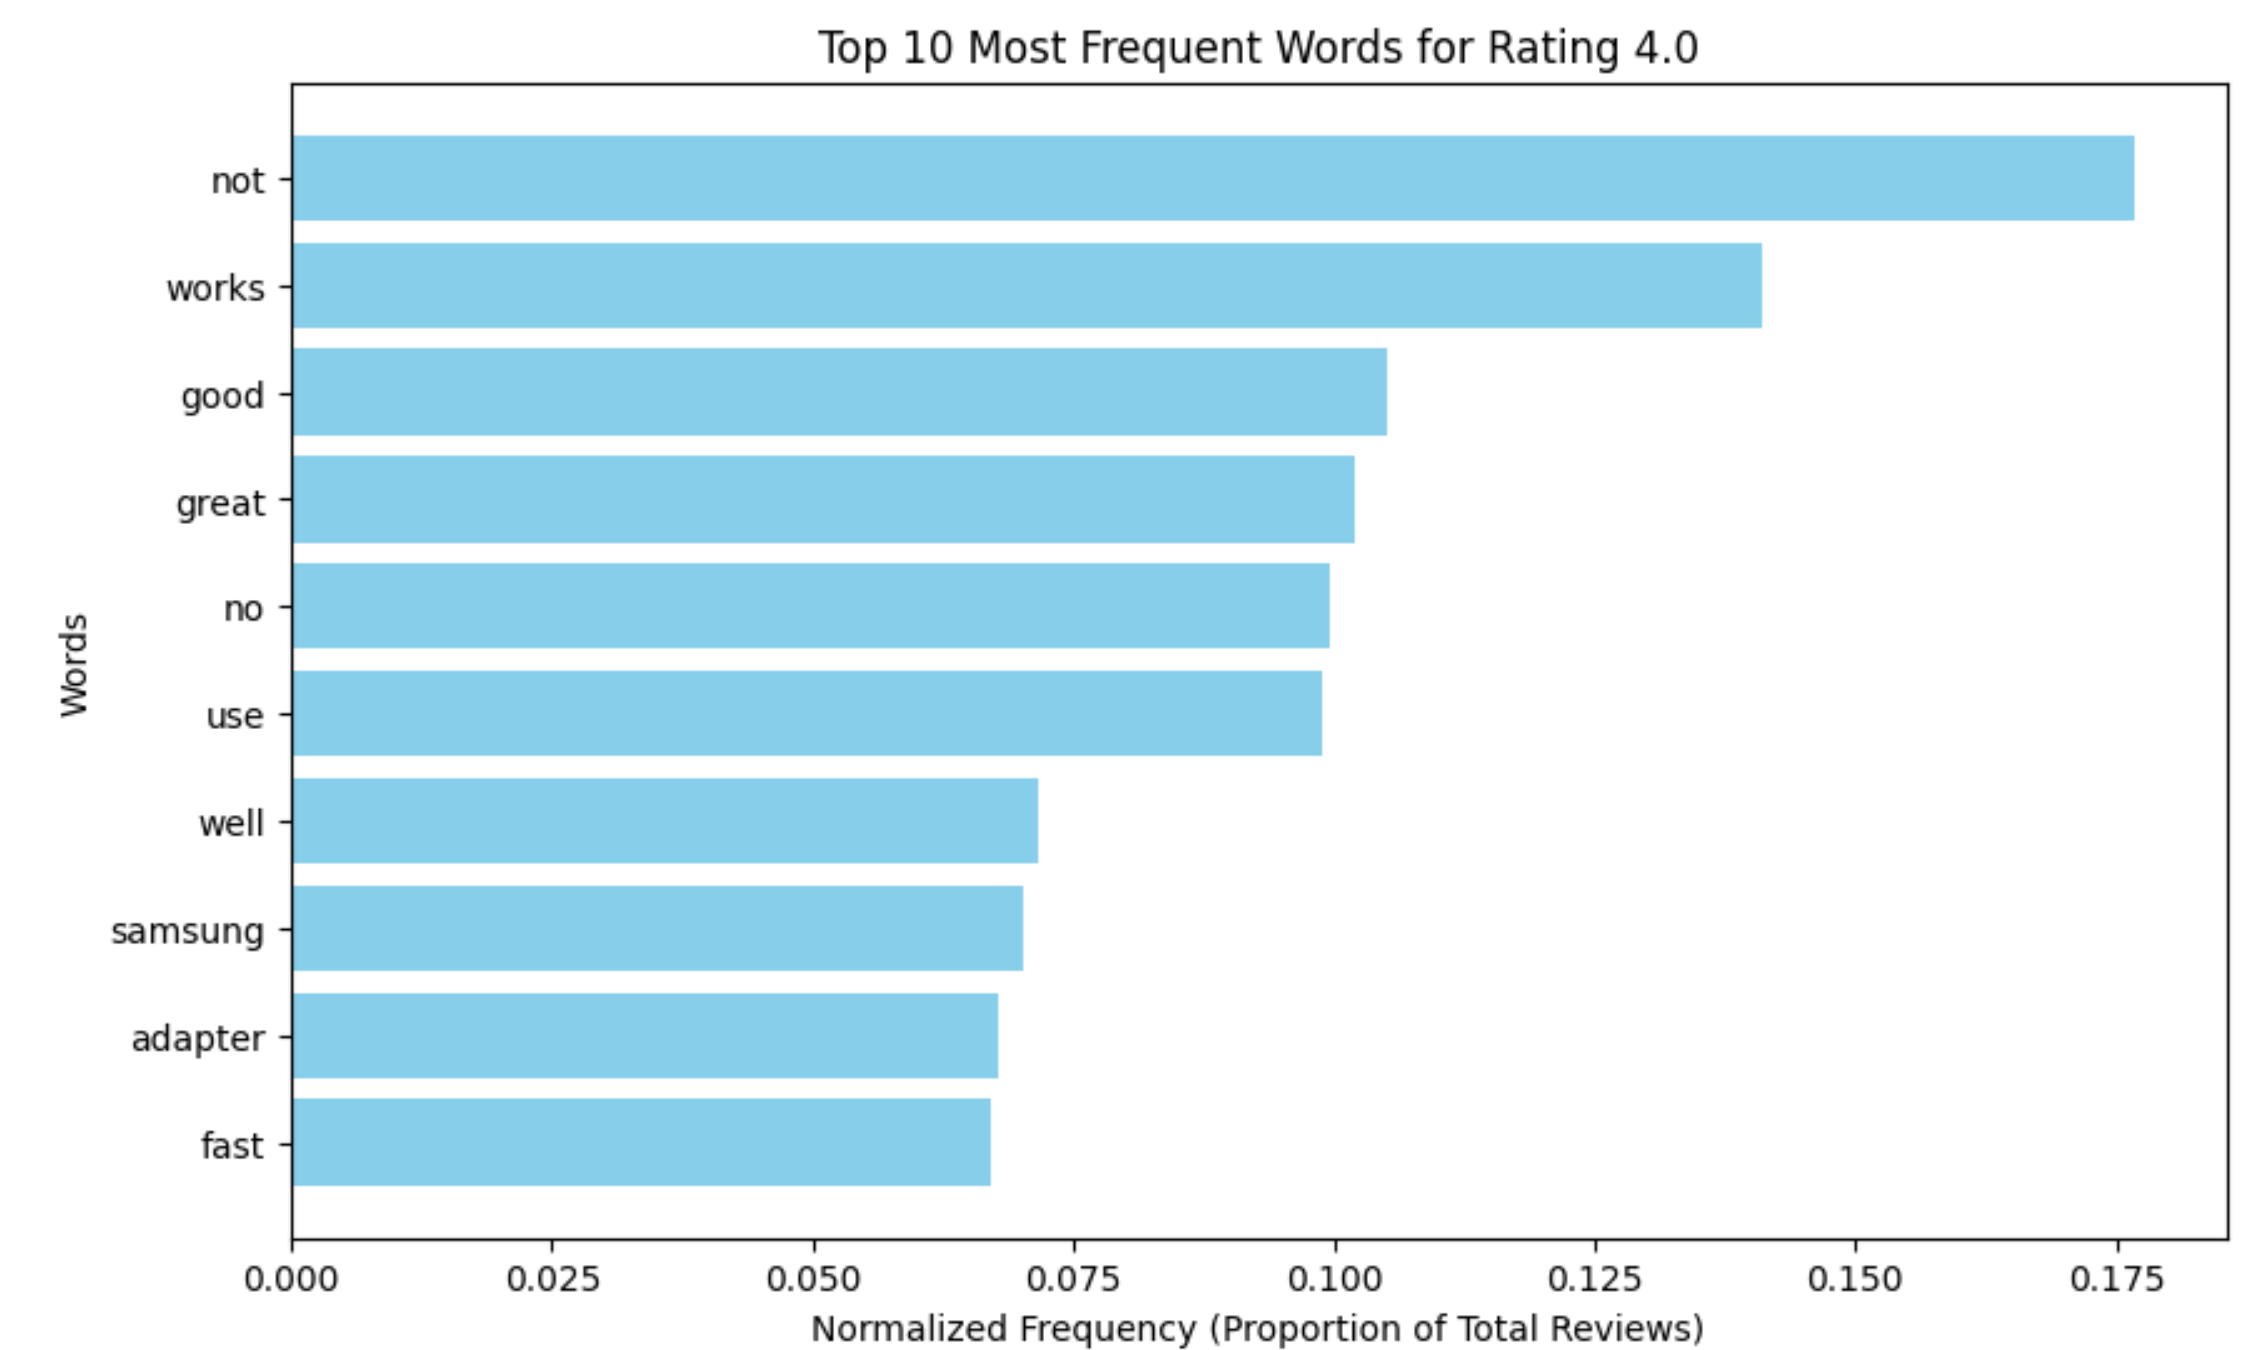 Top 10 Most Frequent Words for Rating 4.0
Words
not
works
good
great
no
use
well
samsung
adapter
fast
0.000 0.025 0.050 0.075 0.100 0.125 0.150 0.175
Normalized Frequency (Proportion of Total Reviews)